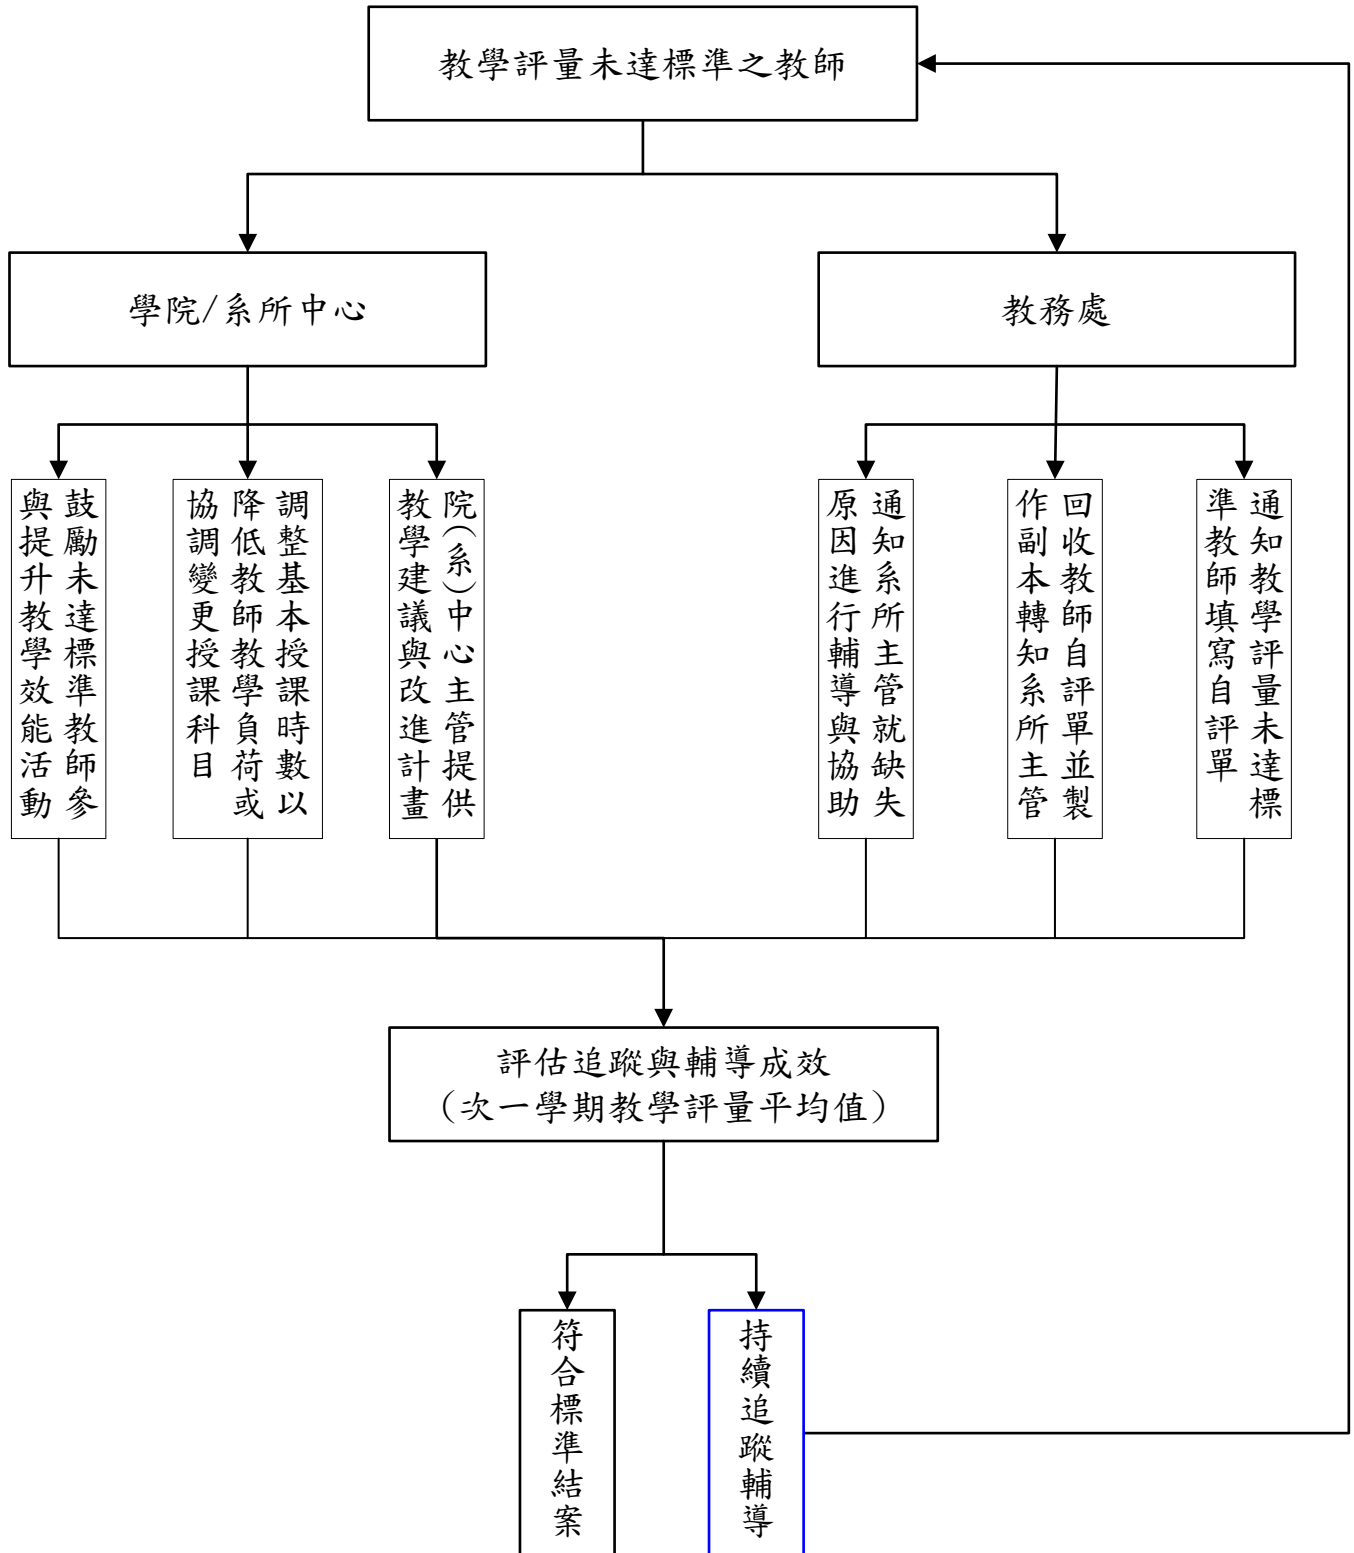 教學評量未達標準之教師
學院/系所中心
教務處
鼓勵未達標準教師參
與提升教學效能活動
調整基本授課時數以
降低教師教學負荷或
協調變更授課科目
院(系)中心主管提供
教學建議與改進計畫
通知系所主管就缺失
原因進行輔導與協助
回收教師自評單並製
作副本轉知系所主管
通知教學評量未達標
準教師填寫自評單
評估追蹤與輔導成效
(次一學期教學評量平均值)
符合標準結案
持續追蹤輔導